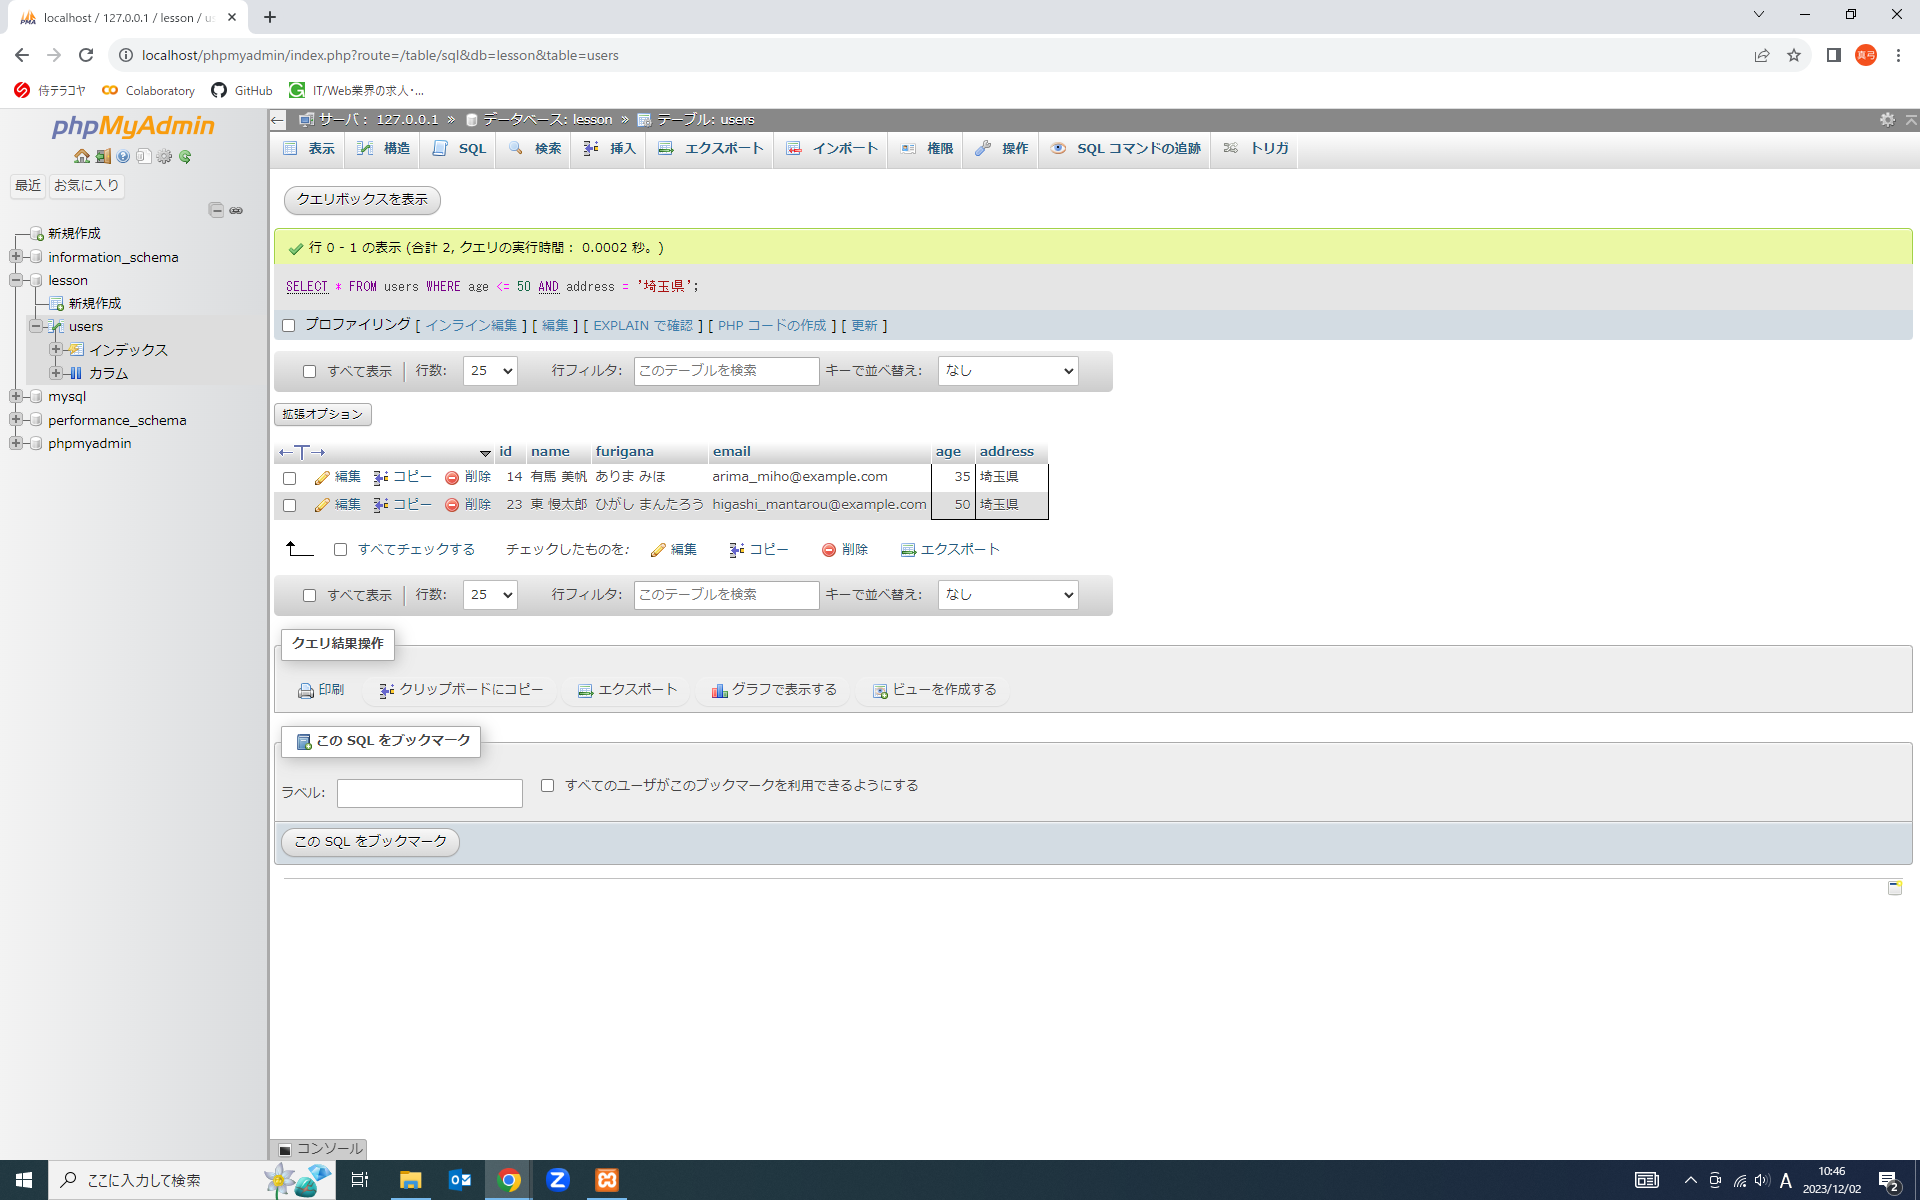 localhost / 127.0.0.1 / lesson / us
localhost/phpmyadmin/index.php?route=/table/sql&db=lesson&table=users
真弓
侍テラコヤ Colaboratory GitHub IT/Web業界の求人・...
phpMyAdmin
最近 お気に入り
新規作成
information_schema
lesson
新規作成
users
インデックス
カラム
mysql
performance_schema
phpmyadmin
サーバ: 127.0.0.1 » データベース: lesson » テーブル: users
表示 構造 SQL 検索 挿入 エクスポート インポート 権限 操作 SQL コマンドの追跡 トリガ
クエリボックスを表示
行 0 - 1 の表示 (合計 2, クエリの実行時間: 0.0002 秒。)
SELECT * FROM users WHERE age <= 50 AND address = '埼玉県';
プロファイリング [ インライン編集 ] [ 編集 ] [ EXPLAIN で確認 ] [ PHP コードの作成 ] [ 更新 ]
すべて表示 行数: 25 行フィルタ: このテーブルを検索 キーで並べ替え: なし
拡張オプション
id name furigana email age address
編集 コピー 削除 14 有馬 美帆 ありま みほ arima_miho@example.com 35 埼玉県
編集 コピー 削除 23 東 慢太郎 ひがし まんたろう higashi_mantarou@example.com 50 埼玉県
すべてチェックする チェックしたものを: 編集 コピー 削除 エクスポート
すべて表示 行数: 25 行フィルタ: このテーブルを検索 キーで並べ替え: なし
クエリ結果操作
印刷 クリップボードにコピー エクスポート グラフで表示する ビューを作成する
この SQL をブックマーク
ラベル: すべてのユーザがこのブックマークを利用できるようにする
この SQL をブックマーク
コンソール
ここに入力して検索
A
10:46
2023/12/02
2